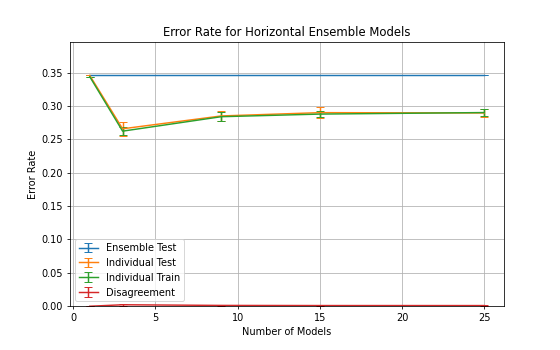 Error Rate for Horizontal Ensemble Models
Error Rate
0.35
0.30
0.25
0.20
0.15
0.10
0.05
0.00
Ensemble Test
Individual Test
Individual Train
Disagreement
0 5 10 15 20 25
Number of Models